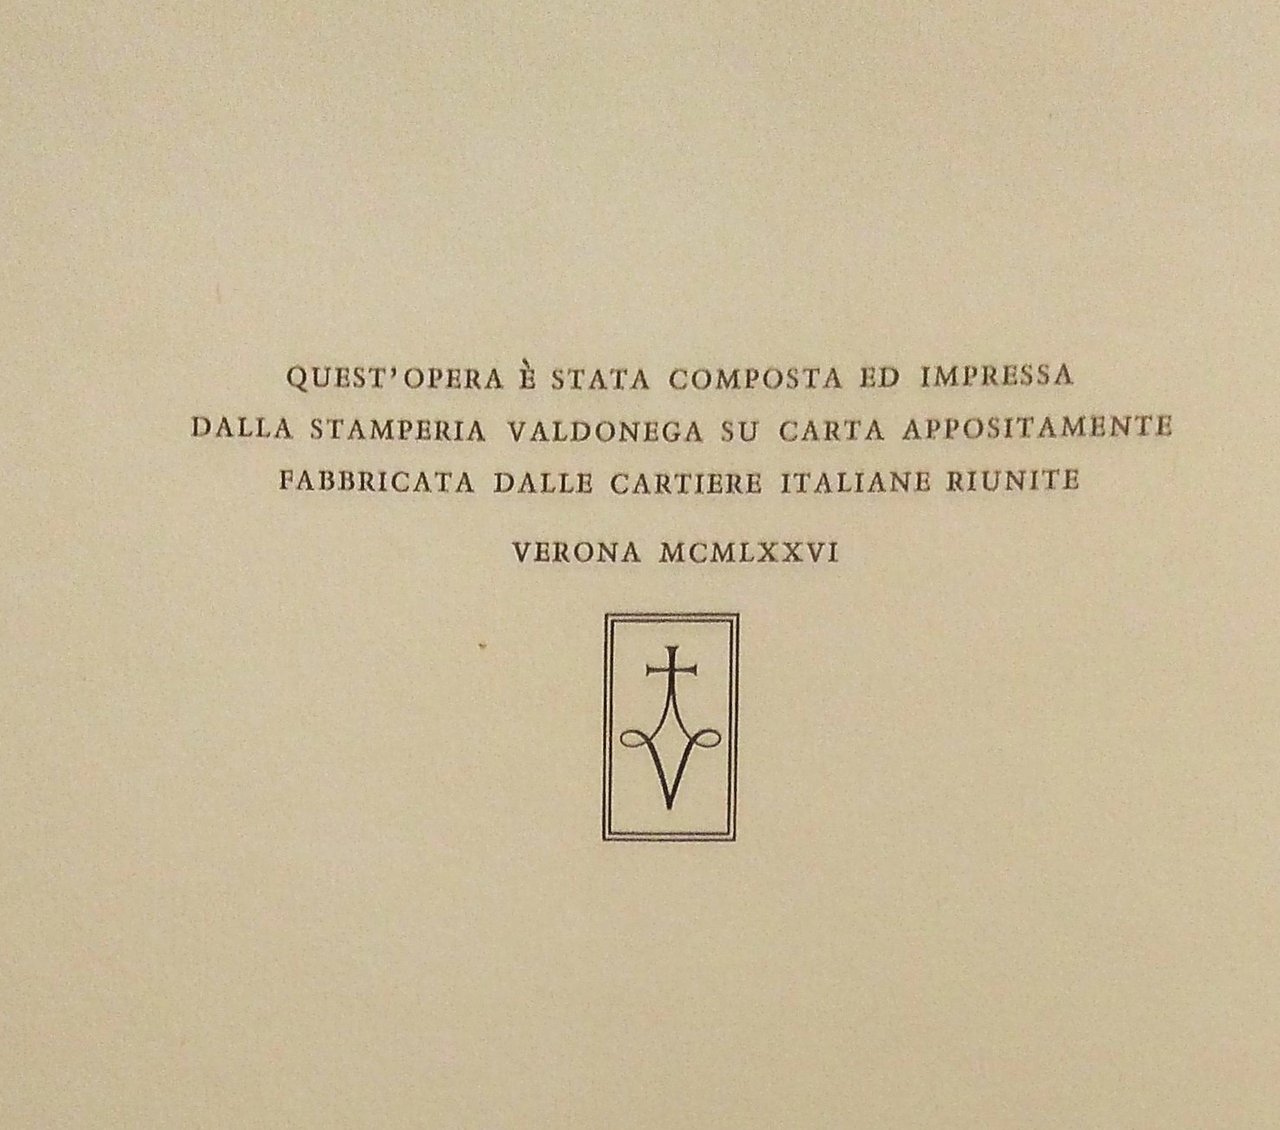 QUEST'OPERA È STATA COMPOSTA ED IMPRESSA
DALLA STAMPERIA VALDONEGA SU CARTA APPOSITAMENTE
FABBRICATA DALLE CARTIERE ITALIANE RIUNITE
VERONA MCMLXXVI